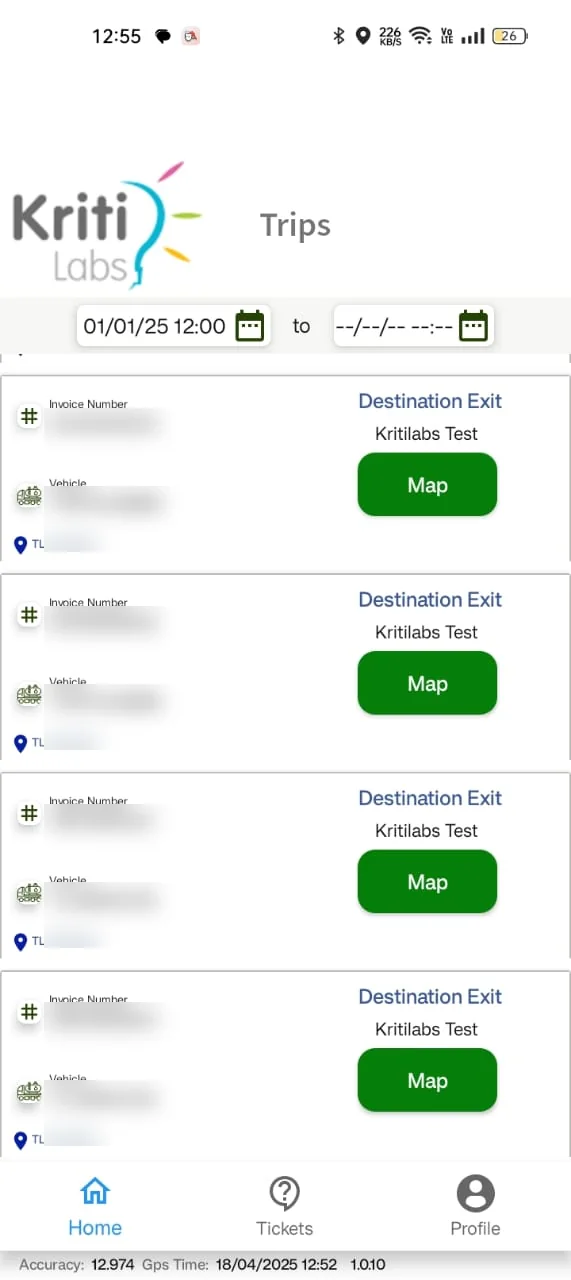 12:55 226 KB/S Vo LTE 26
Kriti
Labs
Trips
01/01/25 12:00 to --/--/-- --:--
Invoice Number
Destination Exit
Kritilabs Test
Vehicle
Map
TL
Invoice Number
Destination Exit
Kritilabs Test
Vehicle
Map
TL
Invoice Number
Destination Exit
Kritilabs Test
Vehicle
Map
TL
Invoice Number
Destination Exit
Kritilabs Test
Vehicle
Map
TL
Home Tickets Profile
Accuracy: 12.974 Gps Time: 18/04/2025 12:52 1.0.10